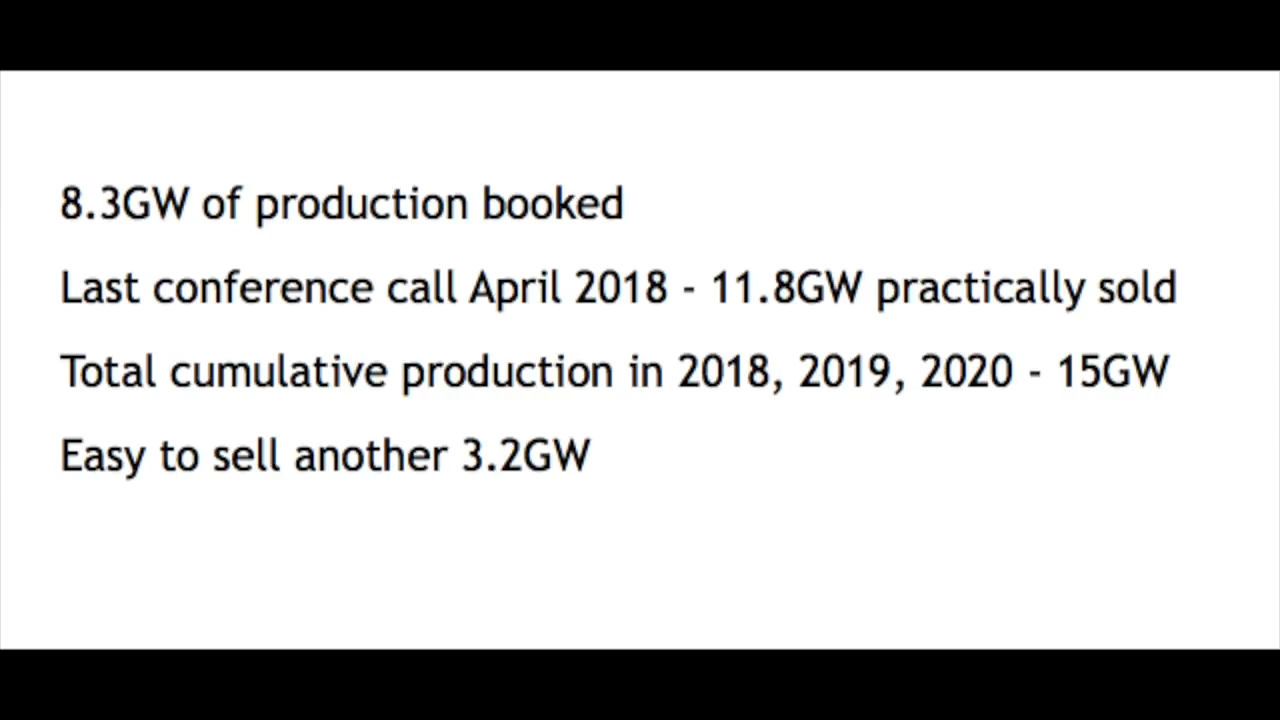 8.3GW of production booked
Last conference call April 2018 - 11.8GW practically sold
Total cumulative production in 2018, 2019, 2020 - 15GW
Easy to sell another 3.2GW